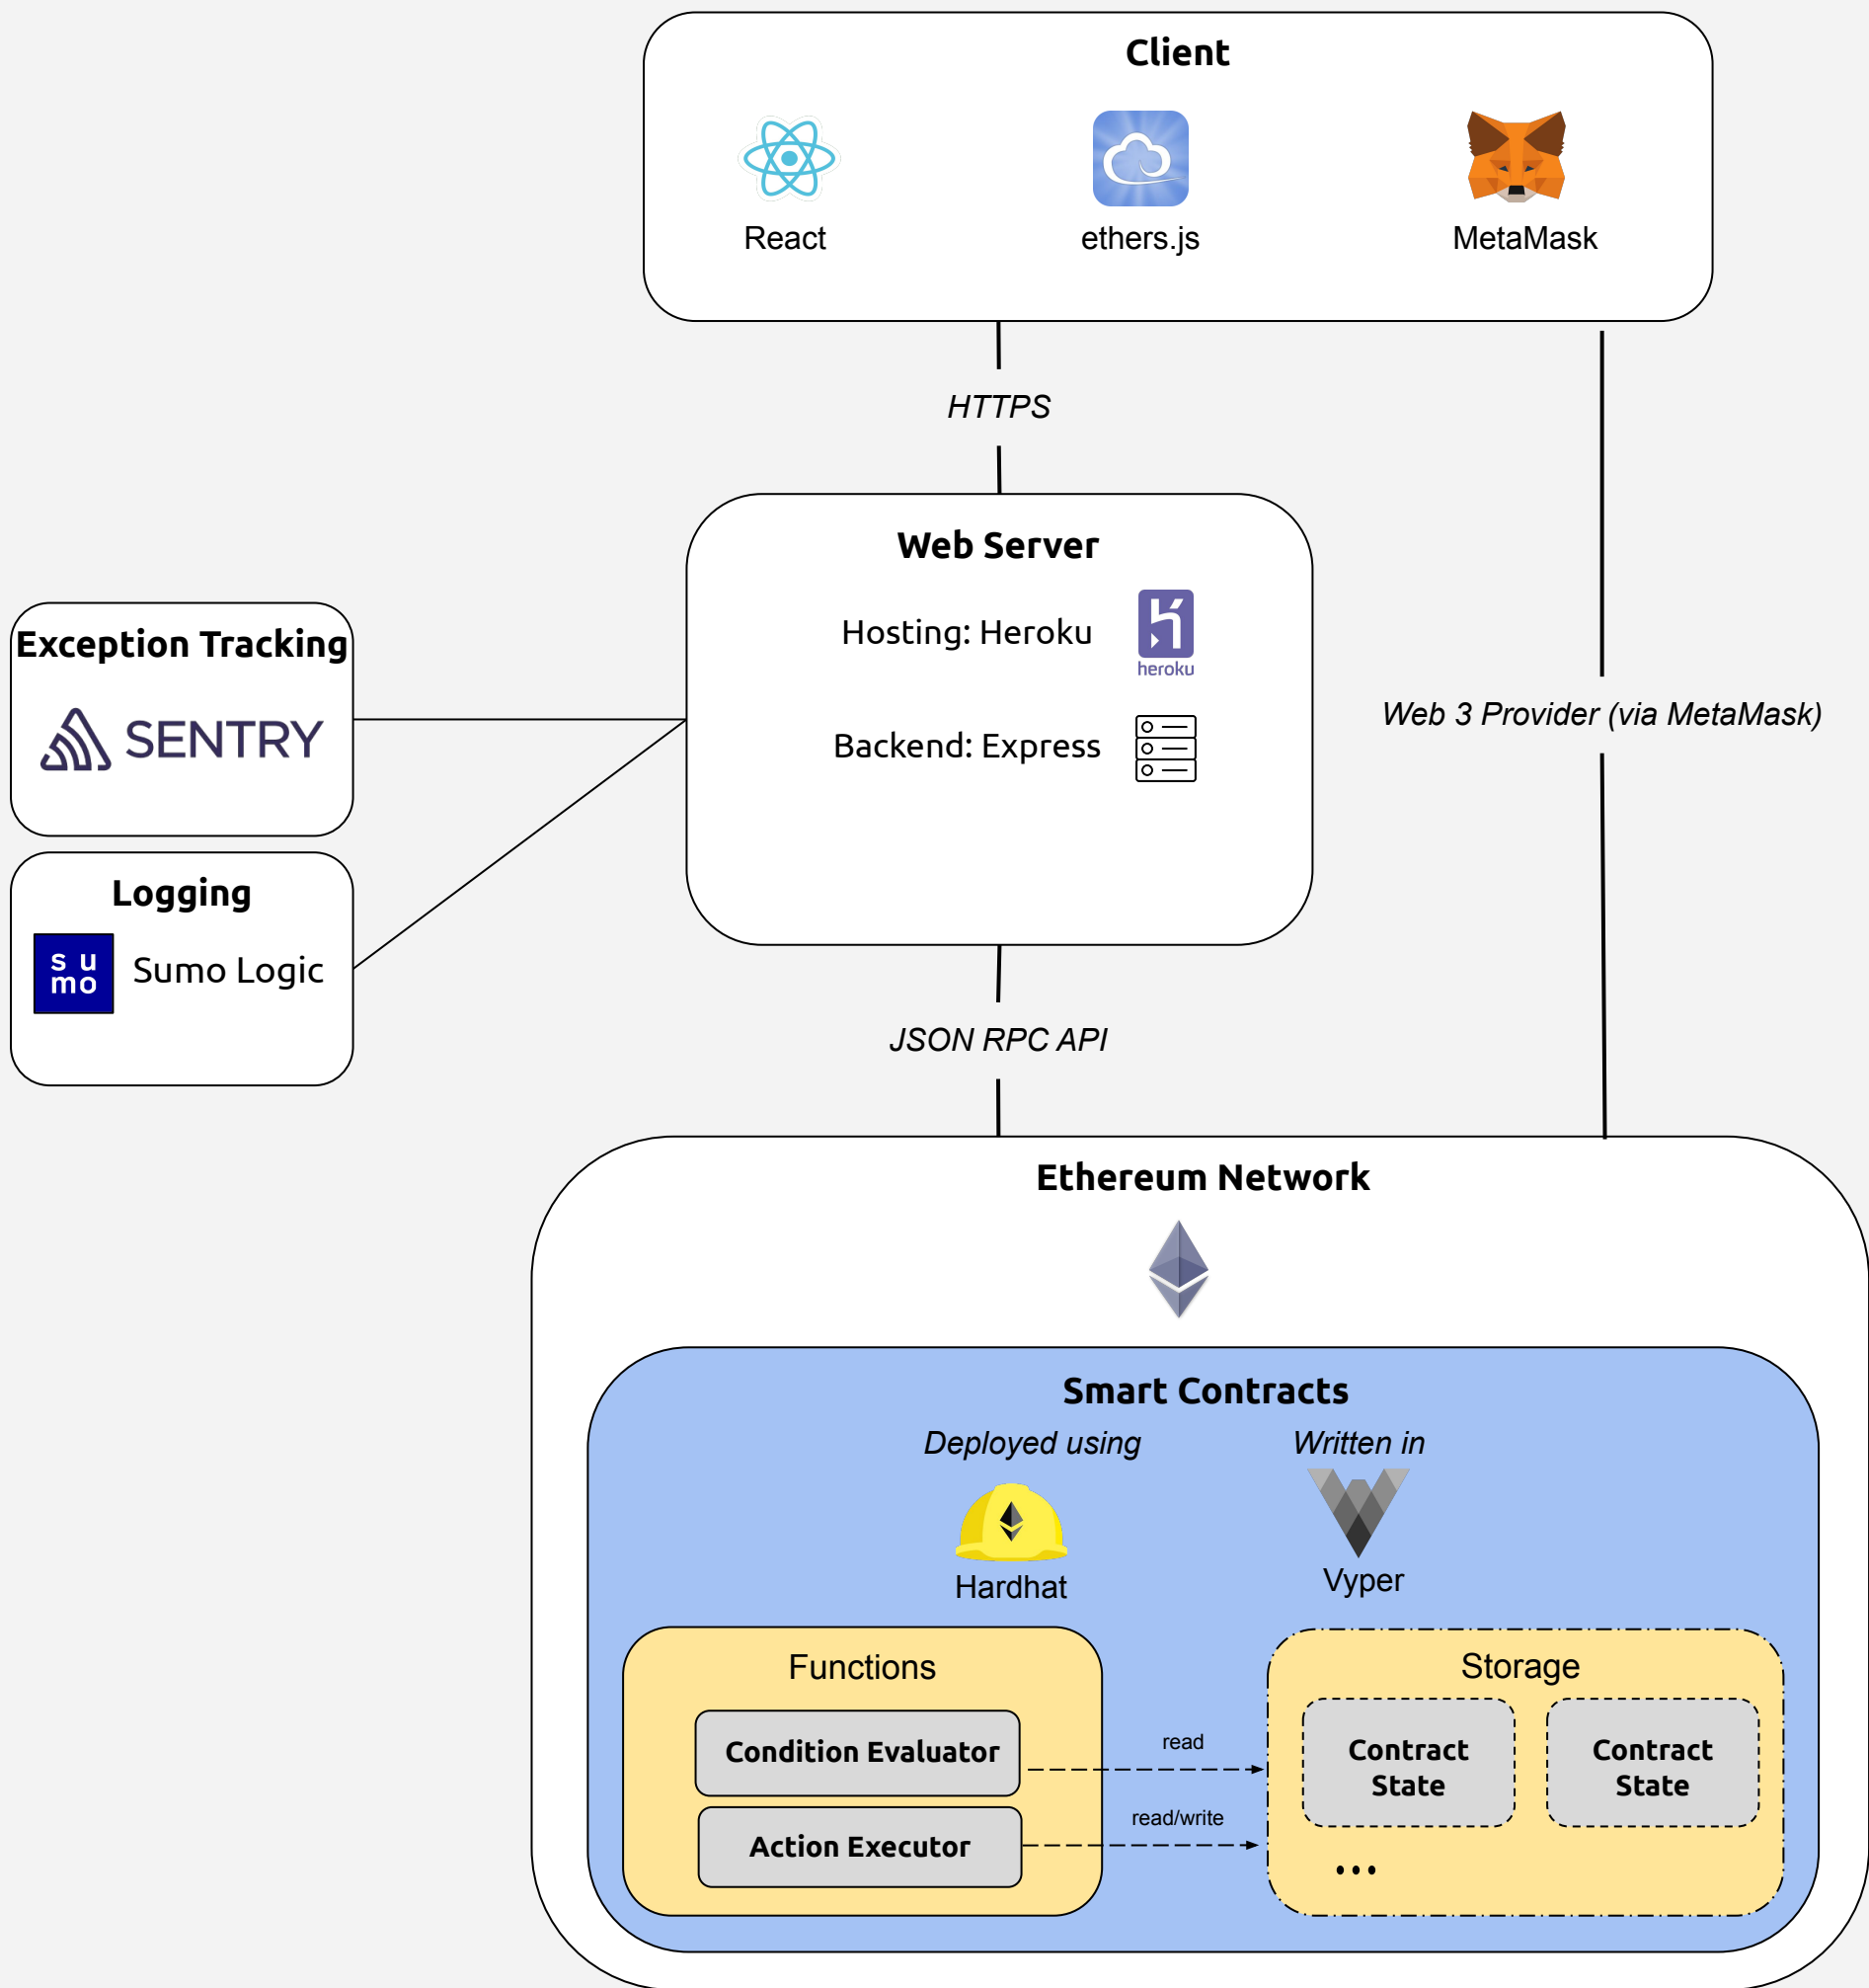 Client
React
ethers.js
MetaMask
HTTPS
Web Server
Hosting: Heroku
heroku
Backend: Express
Exception Tracking
SENTRY
Web 3 Provider (via MetaMask)
Logging
su
mo
Sumo Logic
JSON RPC API
Ethereum Network
Smart Contracts
Deployed using
Written in
Hardhat
Vyper
Functions
Storage
Condition Evaluator
read
Contract
State
Contract
State
Action Executor
read/write
...